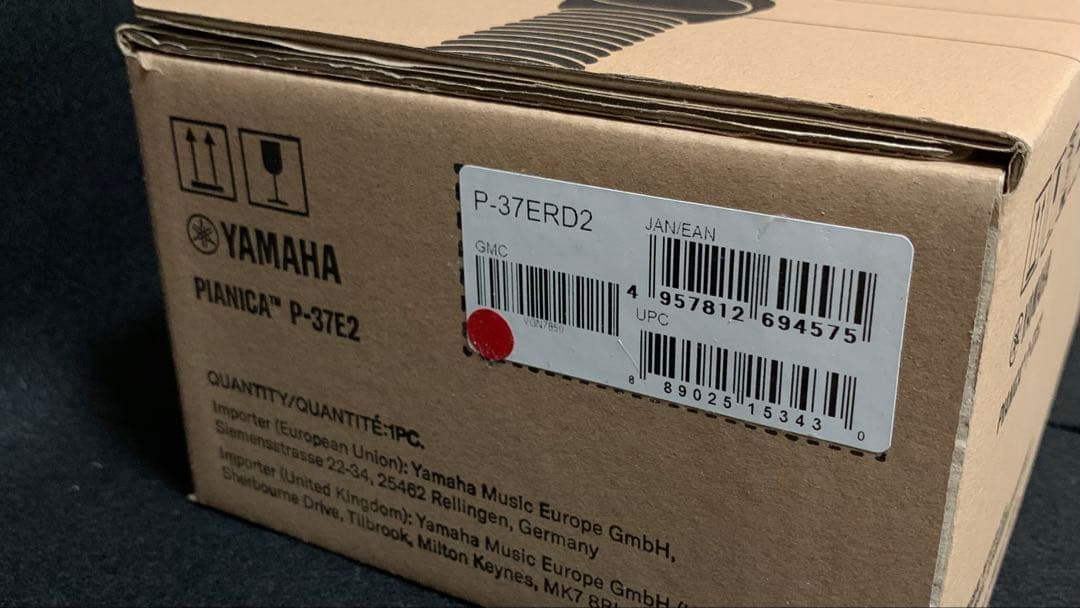 YAMAHA
PIANICA™ P-37E2
QUANTITY/QUANTITÉ:1PC.
Importer (European Union): Yamaha Music Europe GmbH,
Siemensstrasse 22-34, 25462 Rellingen, Germany
Importer (United Kingdom): Yamaha Music Europe GmbH
Sherbourne Drive, Tilbrook, Milton Keynes, MK7
P-37ERD2
GMC
JAN/EAN
4 957812 694575
UPC
8 89025 15343 0